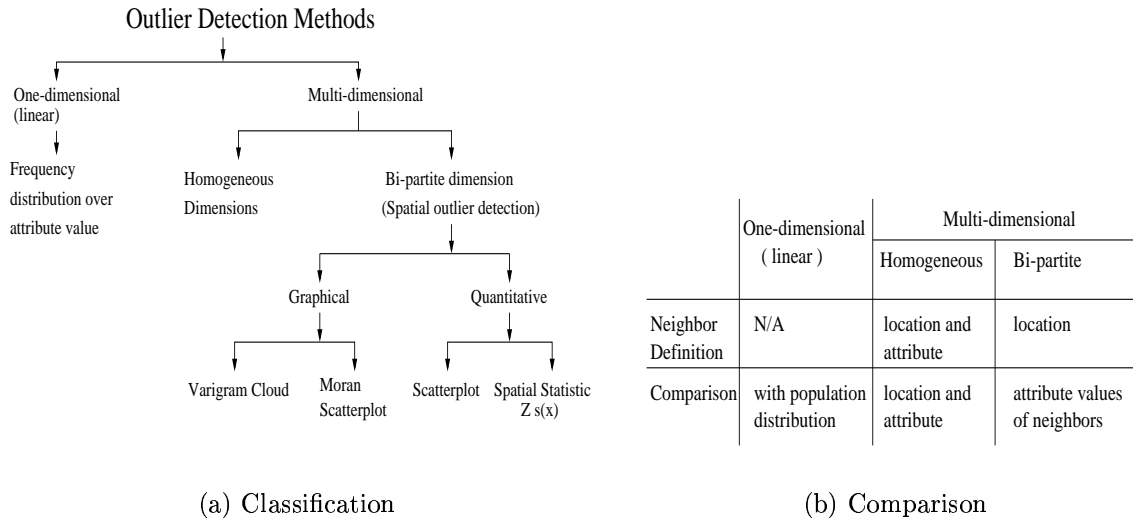 Outlier Detection Methods
One-dimensional
(linear)
Multi-dimensional
Frequency
distribution over
attribute value
Homogeneous
Dimensions
Bi-partite dimension
(Spatial outlier detection)
Graphical
Quantitative
Varigram Cloud
Moran
Scatterplot
Scatterplot
Spatial Statistic
Z s(x)
(a) Classification
One-dimensional
( linear )
Multi-dimensional
Homogeneous
Bi-partite
Neighbor
Definition
N/A
location and
attribute
location
Comparison
with population
distribution
location and
attribute
attribute values
of neighbors
(b) Comparison